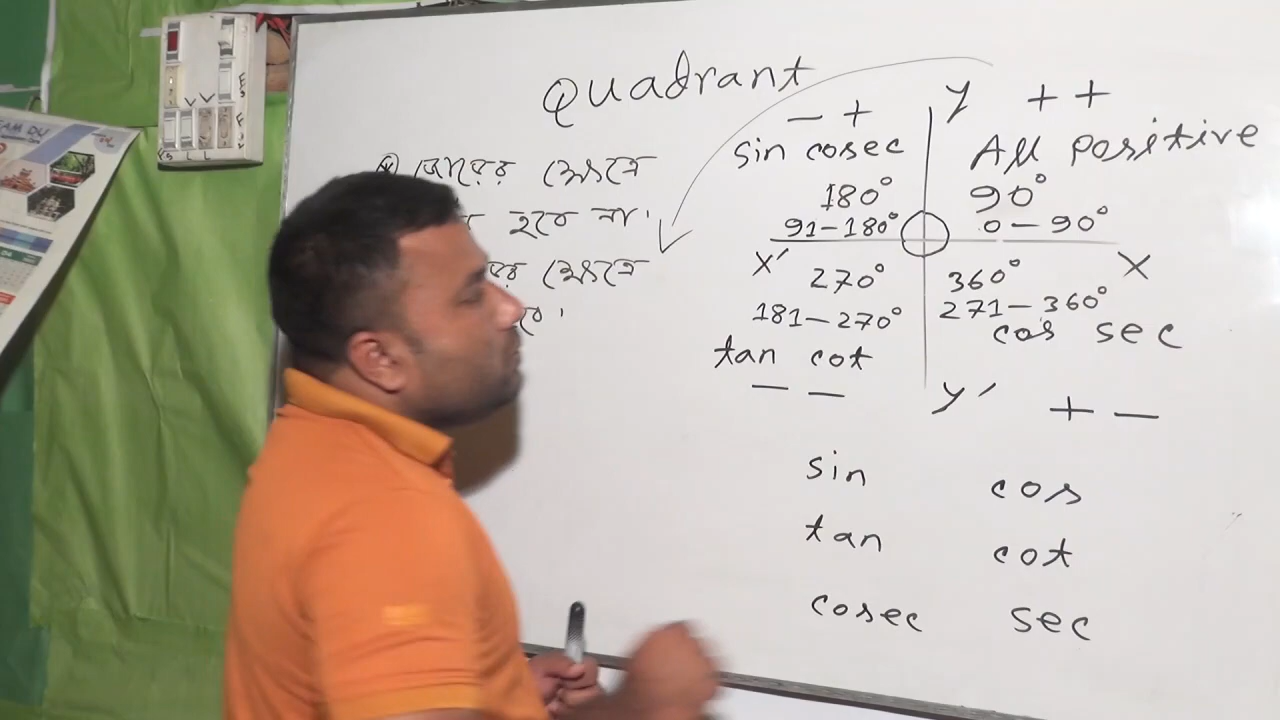 Quadrant
জোড়ের ক্ষেত্রে
হবে না।
ক্ষেত্রে
y
- +
+ +
sin cosec
All positive
180°
90°
91-180°
0-90°
x'
x
270°
360°
181-270°
271-360°
tan cot
cos sec
- -
y'
+ -
sin cos
tan cot
cosec sec